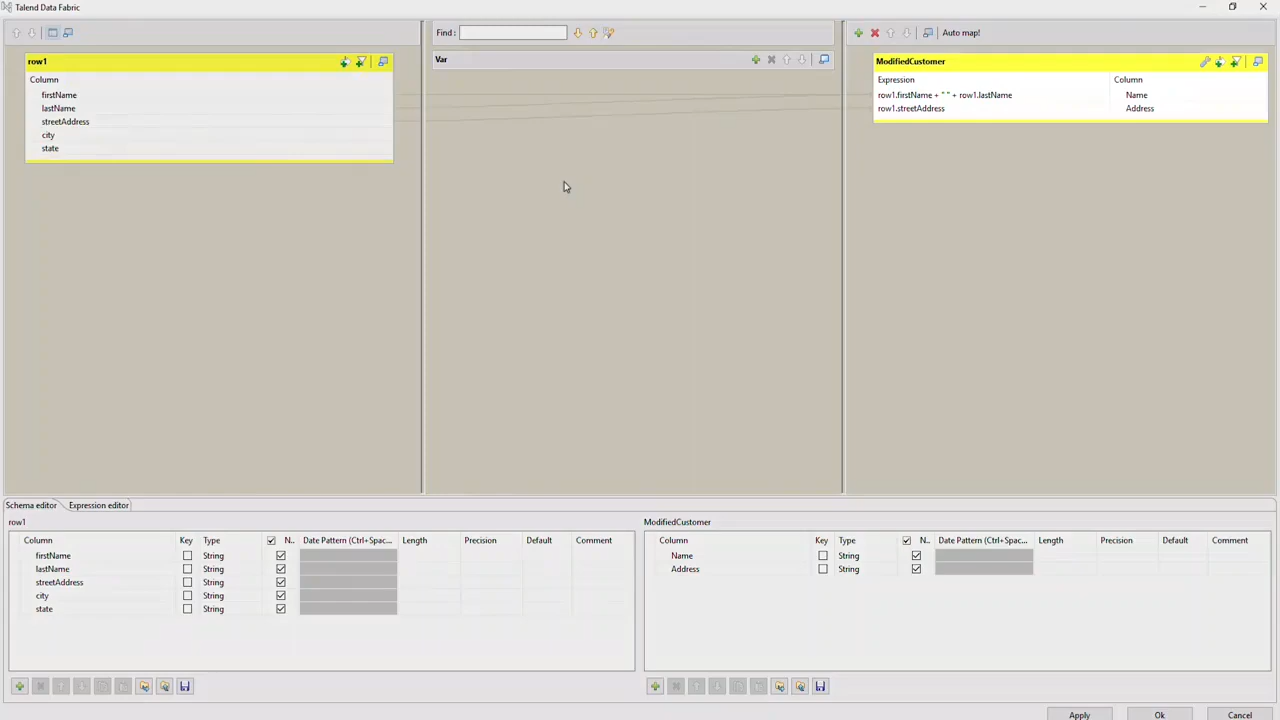 Talend Data Fabric
Find :
Auto map!
row1
Column
firstName
lastName
streetAddress
city
state
Var
ModifiedCustomer
Expression Column
row1.firstName + " " + row1.lastName Name
row1.streetAddress Address
Schema editor Expression editor
row1
Column Key Type N.. Date Pattern (Ctrl+Spac... Length Precision Default Comment
firstName String
lastName String
streetAddress String
city String
state String
ModifiedCustomer
Column Key Type N.. Date Pattern (Ctrl+Spac... Length Precision Default Comment
Name String
Address String
Apply Ok Cancel